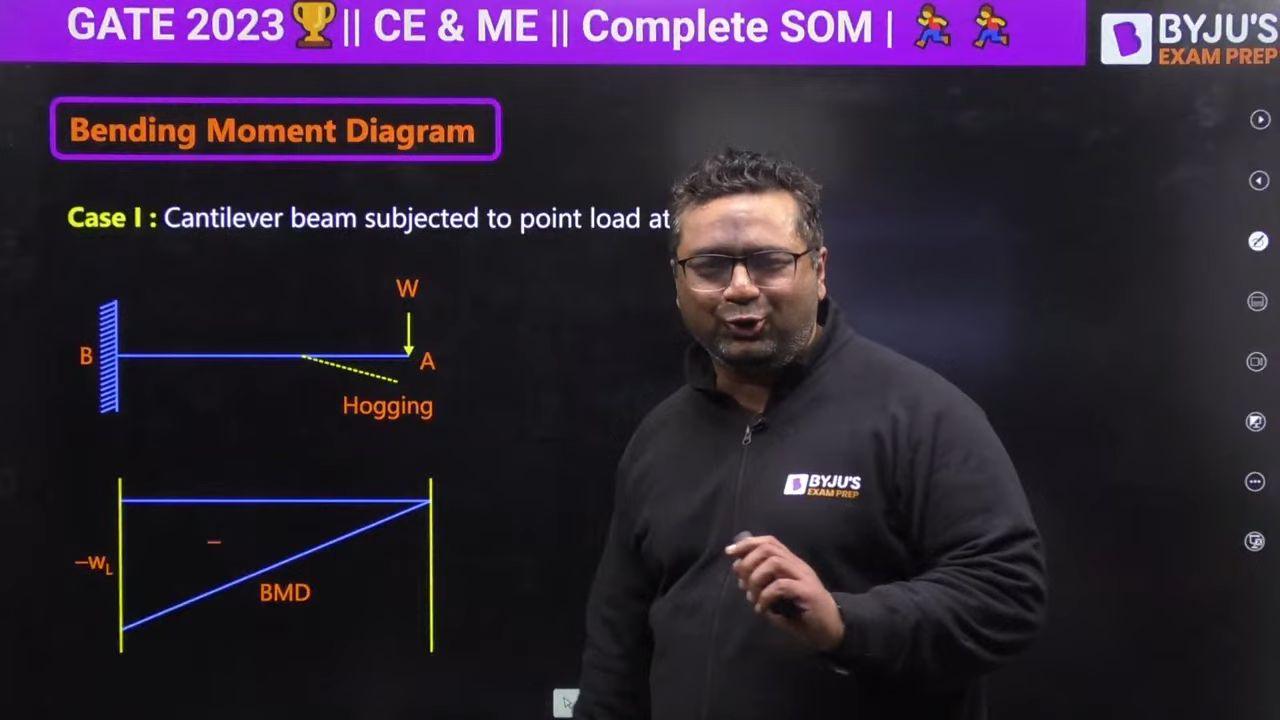 GATE 2023🏆|| CE & ME || Complete SOM | 🏃 🏃
BYJU'S
EXAM PREP
Bending Moment Diagram
Case I : Cantilever beam subjected to point load at
W
B
A
Hogging
BYJU'S
EXAM PREP
–
–wL
BMD